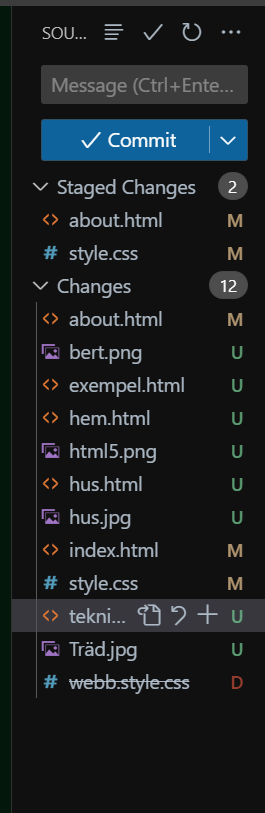 SOU...
Message (Ctrl+Ente...
Commit
Staged Changes 2
about.html M
style.css M
Changes 12
about.html M
bert.png U
exempel.html U
hem.html U
html5.png U
hus.html U
hus.jpg U
index.html M
style.css M
tekni... U
Träd.jpg U
webb.style.css D